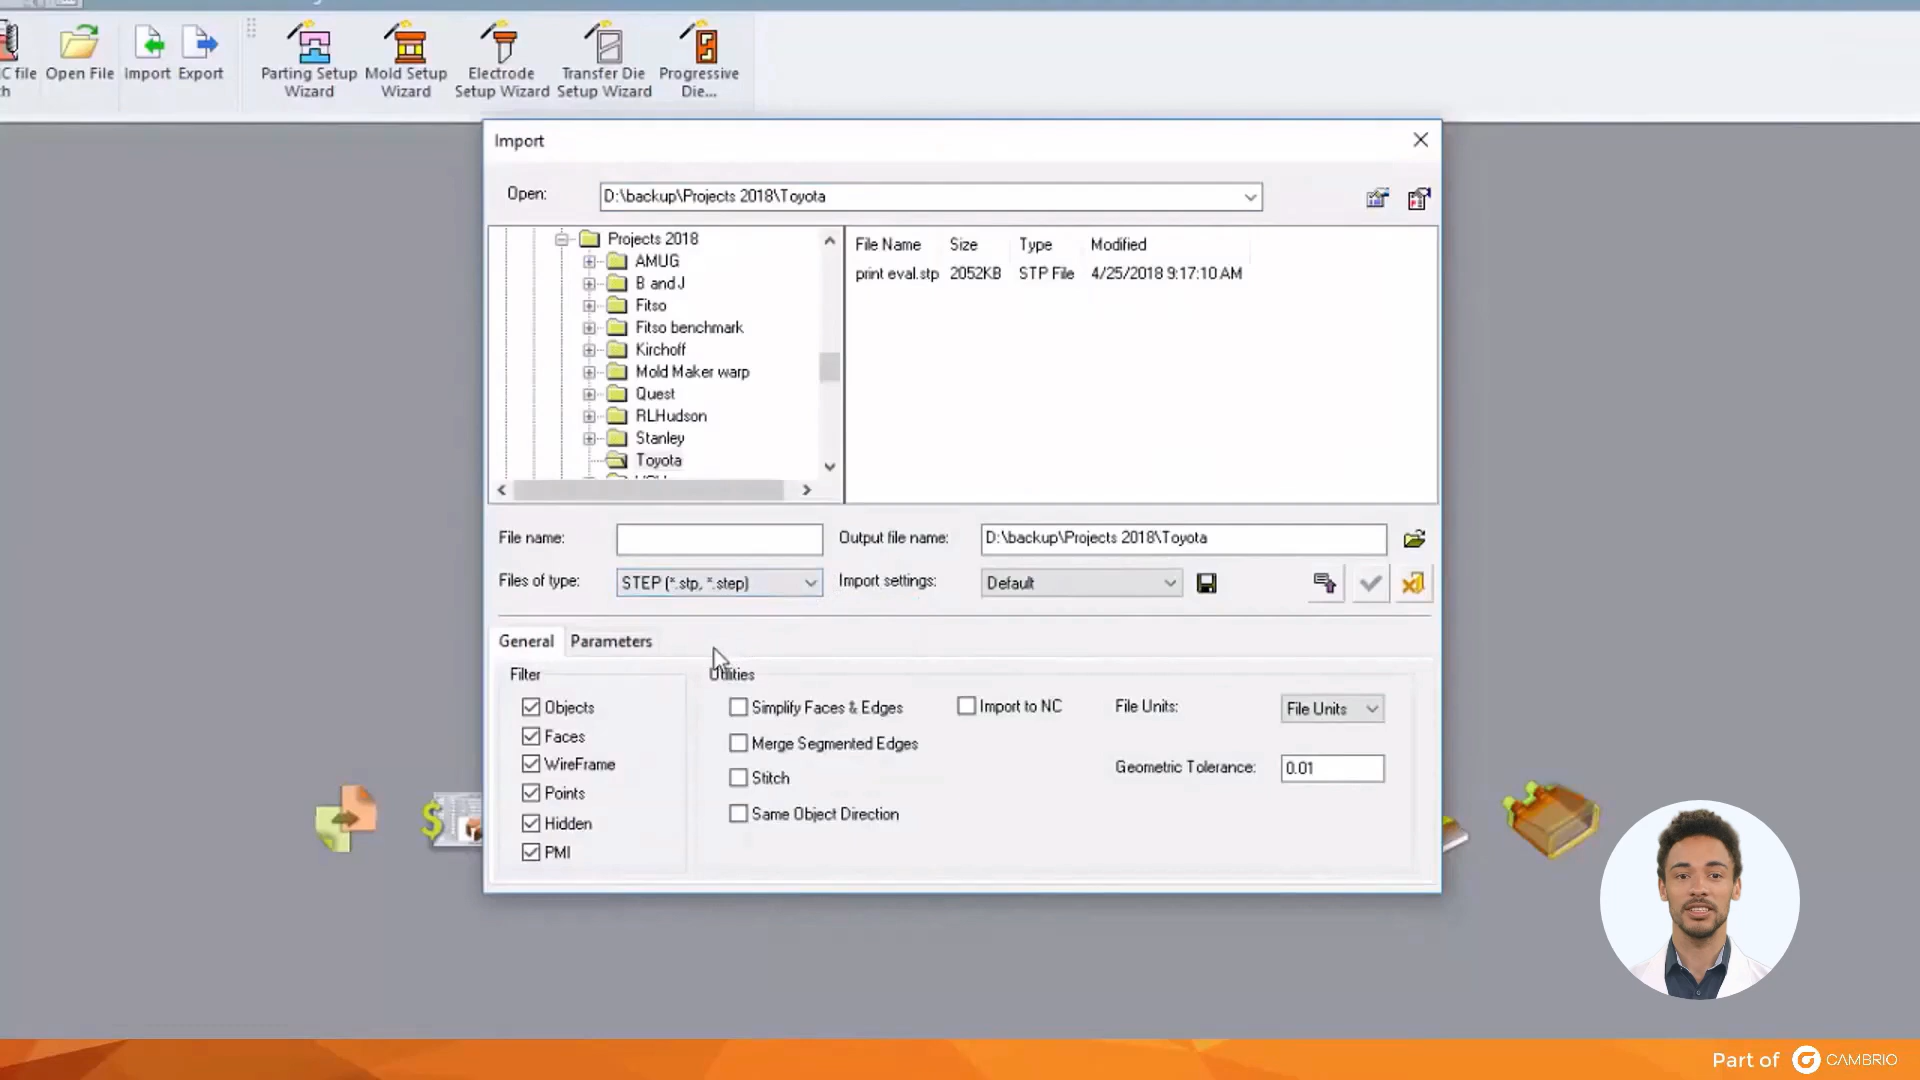 C file
Open File
Import
Export
Parting Setup
Wizard
Mold Setup
Wizard
Electrode
Setup Wizard
Transfer Die
Setup Wizard
Progressive
Die...
Import
Open:
D:\backup\Projects 2018\Toyota
Projects 2018
AMUG
B and J
Fitso
Fitso benchmark
Kirchoff
Mold Maker warp
Quest
RLHudson
Stanley
Toyota
File Name Size Type Modified
print eval.stp 2052KB STP File 4/25/2018 9:17:10 AM
File name:
Output file name:
D:\backup\Projects 2018\Toyota
Files of type:
STEP (*.stp, *.step)
Import settings:
Default
General
Parameters
Filter
Objects
Faces
WireFrame
Points
Hidden
PMI
Utilities
Simplify Faces & Edges
Merge Segmented Edges
Stitch
Same Object Direction
Import to NC
File Units:
File Units
Geometric Tolerance:
0.01
Part of CAMBRIO